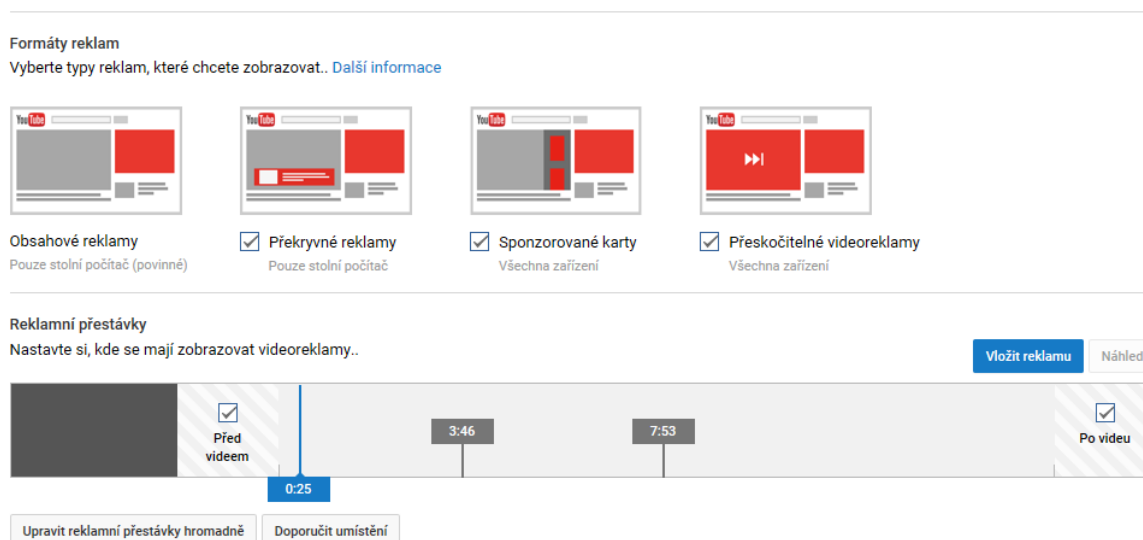 Formáty reklam
Vyberte typy reklam, které chcete zobrazovat.. Další informace
YouTube YouTube YouTube YouTube
Obsahové reklamy Překryvné reklamy Sponzorované karty Přeskočitelné videoreklamy
Pouze stolní počítač (povinné) Pouze stolní počítač Všechna zařízení Všechna zařízení
Reklamní přestávky
Nastavte si, kde se mají zobrazovat videoreklamy..
Vložit reklamu Náhled
Před
videem
3:46 7:53
Po videu
0:25
Upravit reklamní přestávky hromadně Doporučit umístění